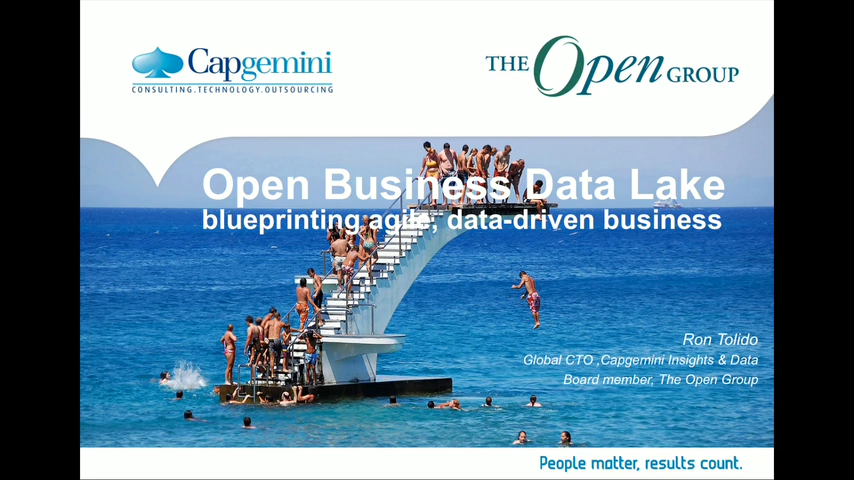 Capgemini
CONSULTING.TECHNOLOGY.OUTSOURCING
THE Open GROUP
Open Business Data Lake
blueprinting agile, data-driven business
Ron Tolido
Global CTO ,Capgemini Insights & Data
Board member, The Open Group
People matter, results count.